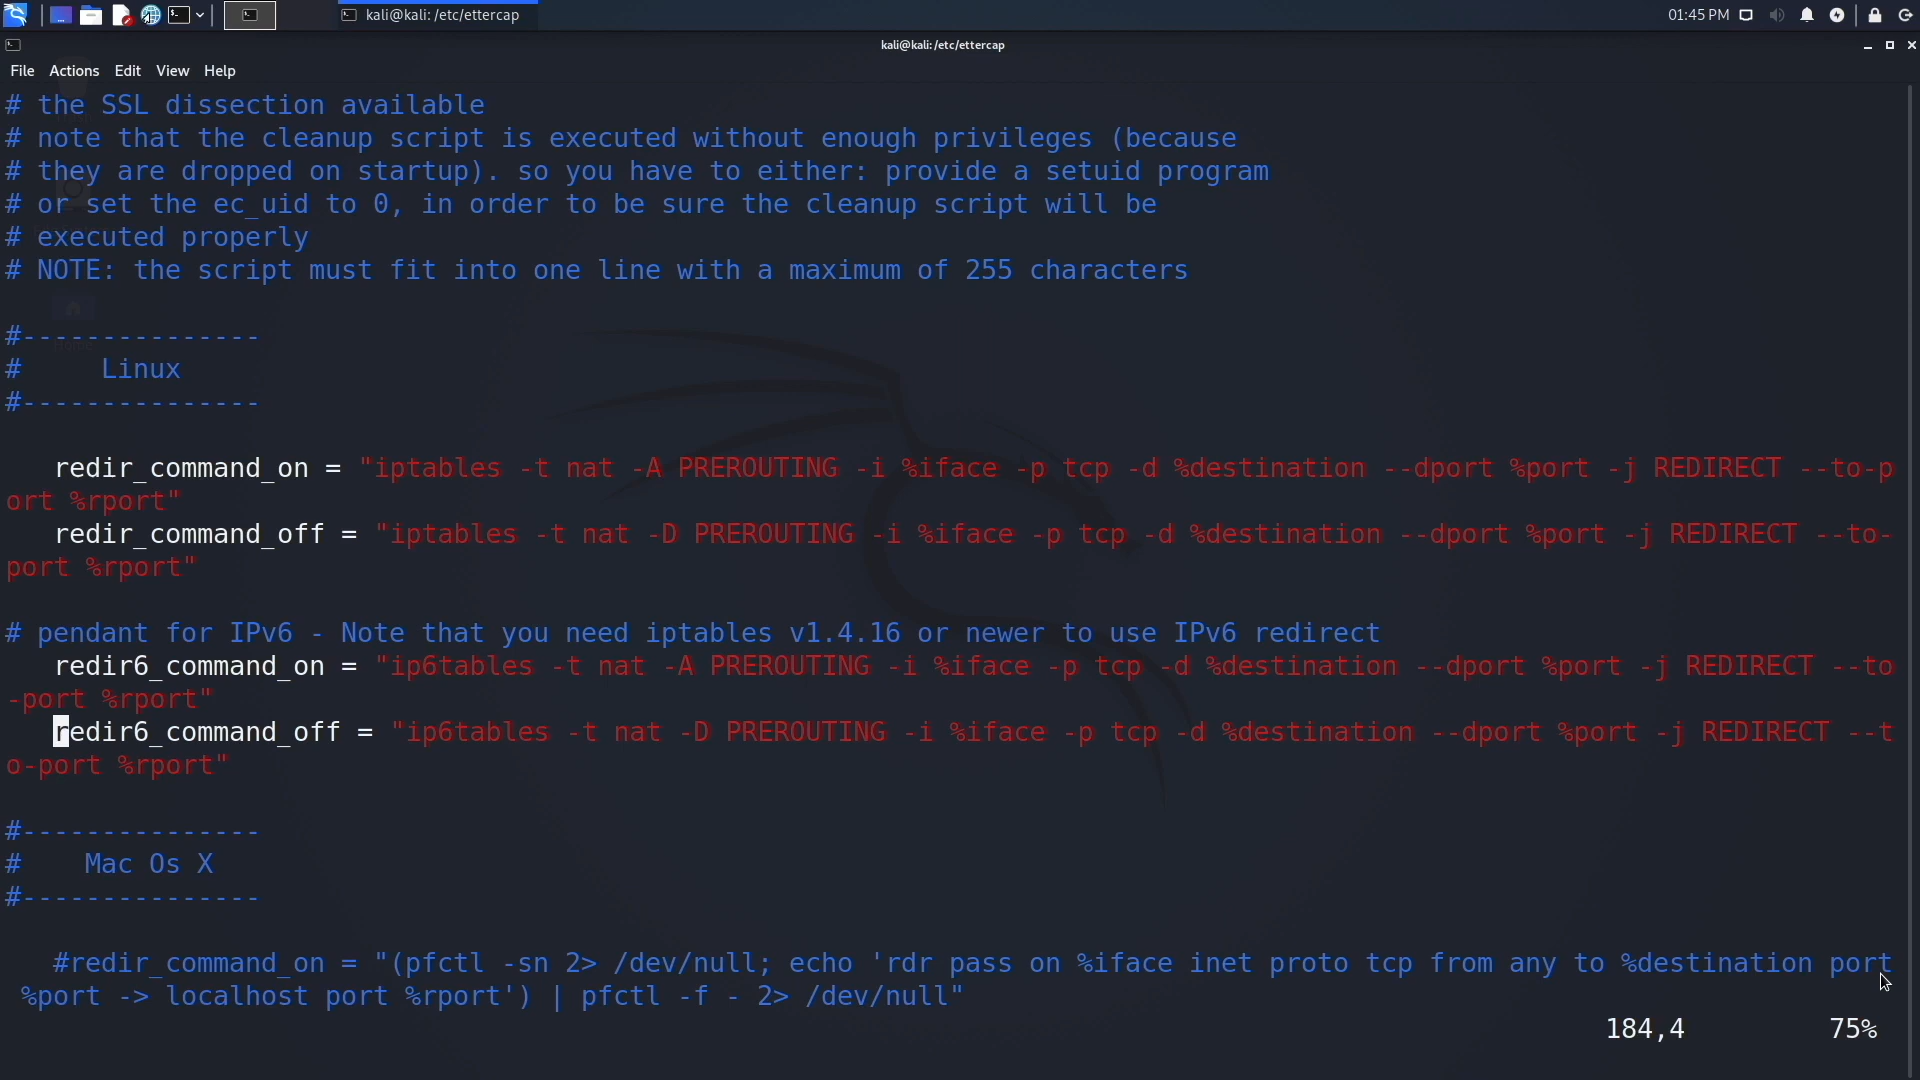 kali@kali: /etc/ettercap
01:45 PM
kali@kali:/etc/ettercap
File Actions Edit View Help
# the SSL dissection available
# note that the cleanup script is executed without enough privileges (because
# they are dropped on startup). so you have to either: provide a setuid program
# or set the ec_uid to 0, in order to be sure the cleanup script will be
# executed properly
# NOTE: the script must fit into one line with a maximum of 255 characters
#---------------
#     Linux
#---------------
redir_command_on = "iptables -t nat -A PREROUTING -i %iface -p tcp -d %destination --dport %port -j REDIRECT --to-p
ort %rport"
redir_command_off = "iptables -t nat -D PREROUTING -i %iface -p tcp -d %destination --dport %port -j REDIRECT --to-
port %rport"
# pendant for IPv6 - Note that you need iptables v1.4.16 or newer to use IPv6 redirect
redir6_command_on = "ip6tables -t nat -A PREROUTING -i %iface -p tcp -d %destination --dport %port -j REDIRECT --to
-port %rport"
redir6_command_off = "ip6tables -t nat -D PREROUTING -i %iface -p tcp -d %destination --dport %port -j REDIRECT --t
o-port %rport"
#---------------
#    Mac Os X
#---------------
#redir_command_on = "(pfctl -sn 2> /dev/null; echo 'rdr pass on %iface inet proto tcp from any to %destination port
%port -> localhost port %rport') | pfctl -f - 2> /dev/null"
184,4 75%